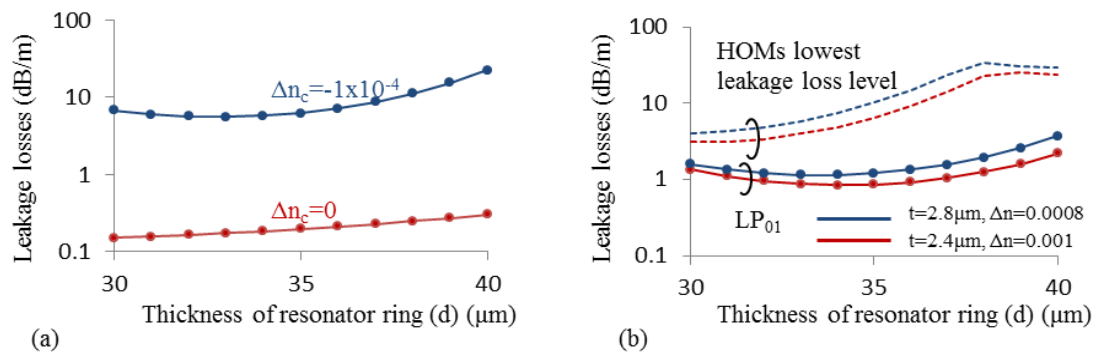 100
10
1
0.1
Leakage losses (dB/m)
Δn_c=-1x10⁻⁴
Δn_c=0
30 35 40
Thickness of resonator ring (d) (μm)
(a)
100
10
1
0.1
Leakage losses (dB/m)
HOMs lowest
leakage loss level
LP₀₁
t=2.8μm, Δn=0.0008
t=2.4μm, Δn=0.001
30 35 40
Thickness of resonator ring (d) (μm)
(b)